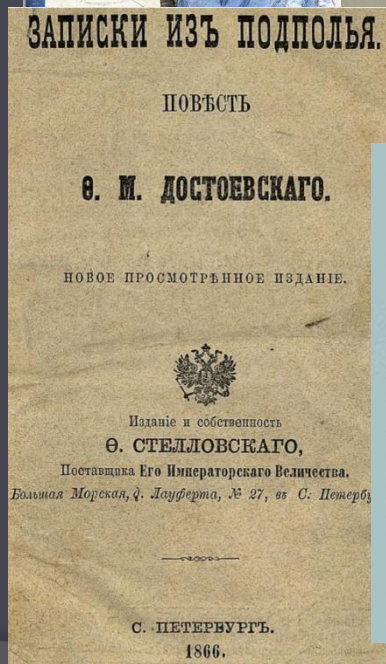 ЗАПИСКИ ИЗЪ ПОДПОЛЬЯ.
ПОВѢСТЬ
Ѳ. М. ДОСТОЕВСКАГО.
НОВОЕ ПРОСМОТРѢННОЕ ИЗДАНІЕ.
Изданіе и собственность
Ѳ. СТЕЛЛОВСКАГО,
Поставщика Его Императорскаго Величества,
Большая Морская, д. Лауферта, № 27, въ С. Петербу
С. ПЕТЕРБУРГЪ.
1866.